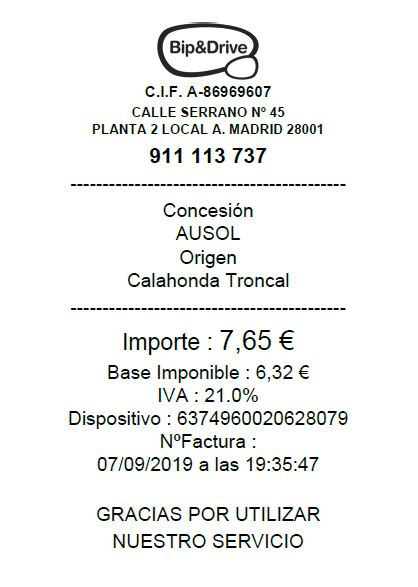 Bip&Drive
C.I.F. A-86969607
CALLE SERRANO Nº 45
PLANTA 2 LOCAL A. MADRID 28001
911 113 737
-------------------------------------------
Concesión
AUSOL
Origen
Calahonda Troncal
-------------------------------------------
Importe : 7,65 €
Base Imponible : 6,32 €
IVA : 21.0%
Dispositivo : 6374960020628079
NºFactura :
07/09/2019 a las 19:35:47
GRACIAS POR UTILIZAR
NUESTRO SERVICIO